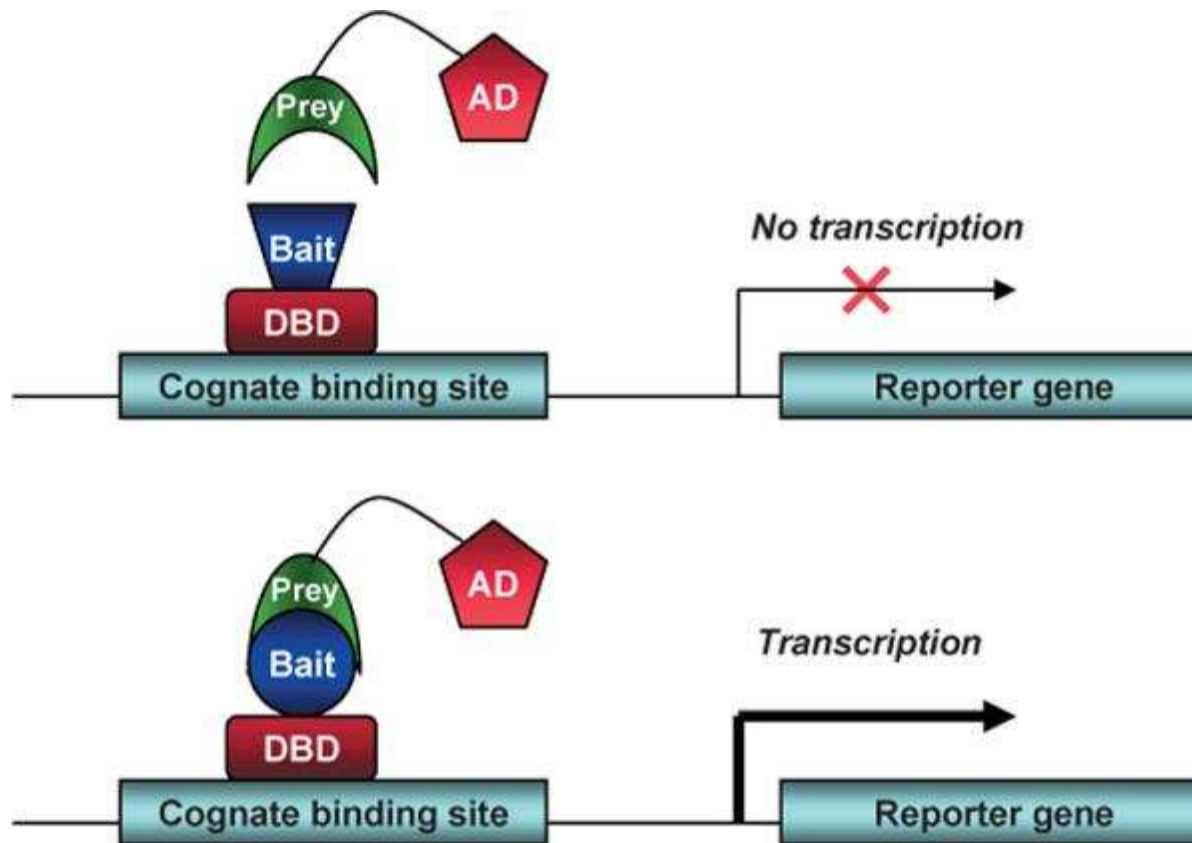 Prey
AD
Bait
No transcription
DBD
Cognate binding site
Reporter gene
Prey
AD
Bait
Transcription
DBD
Cognate binding site
Reporter gene